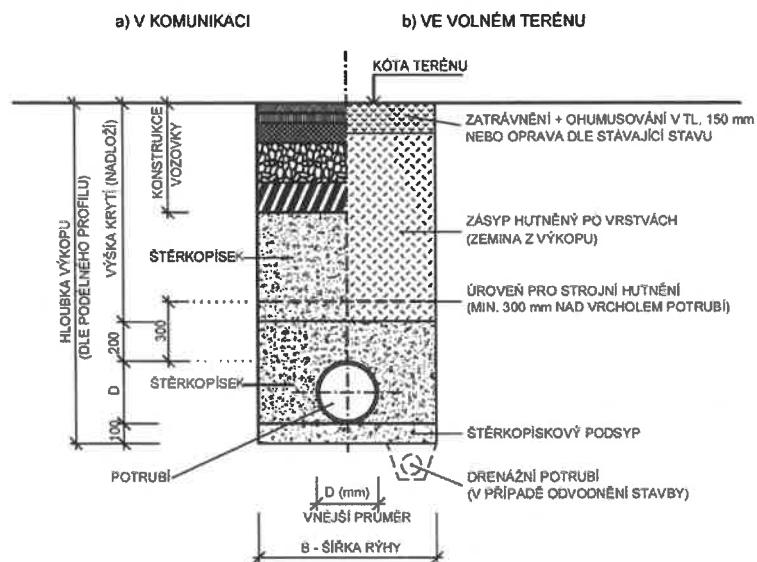 a) V KOMUNIKACI
b) VE VOLNÉM TERÉNU
KÓTA TERÉNU
ZATRÁVNĚNÍ + OHUMUSOVÁNÍ V TL. 150 mm
NEBO OPRAVA DLE STÁVAJÍCÍ STAVU
HLOUBKA VÝKOPU
(DLE PODÉLNÉHO PROFILU)
VÝŠKA KRYTÍ (NADLOŽÍ)
KONSTRUKCE
VOZOVKY
ZÁSYP HUTNĚNÝ PO VRSTVÁCH
(ZEMINA Z VÝKOPU)
ŠTĚRKOPÍSEK
ÚROVEŇ PRO STROJNÍ HUTNĚNÍ
(MIN. 300 mm NAD VRCHOLEM POTRUBÍ)
300
200
ŠTĚRKOPÍSEK
D
100
ŠTĚRKOPÍSKOVÝ PODSYP
POTRUBÍ
DRENÁŽNÍ POTRUBÍ
(V PŘÍPADĚ ODVODNĚNÍ STAVBY)
D (mm)
VNĚJŠÍ PRŮMĚR
B - ŠÍŘKA RÝHY